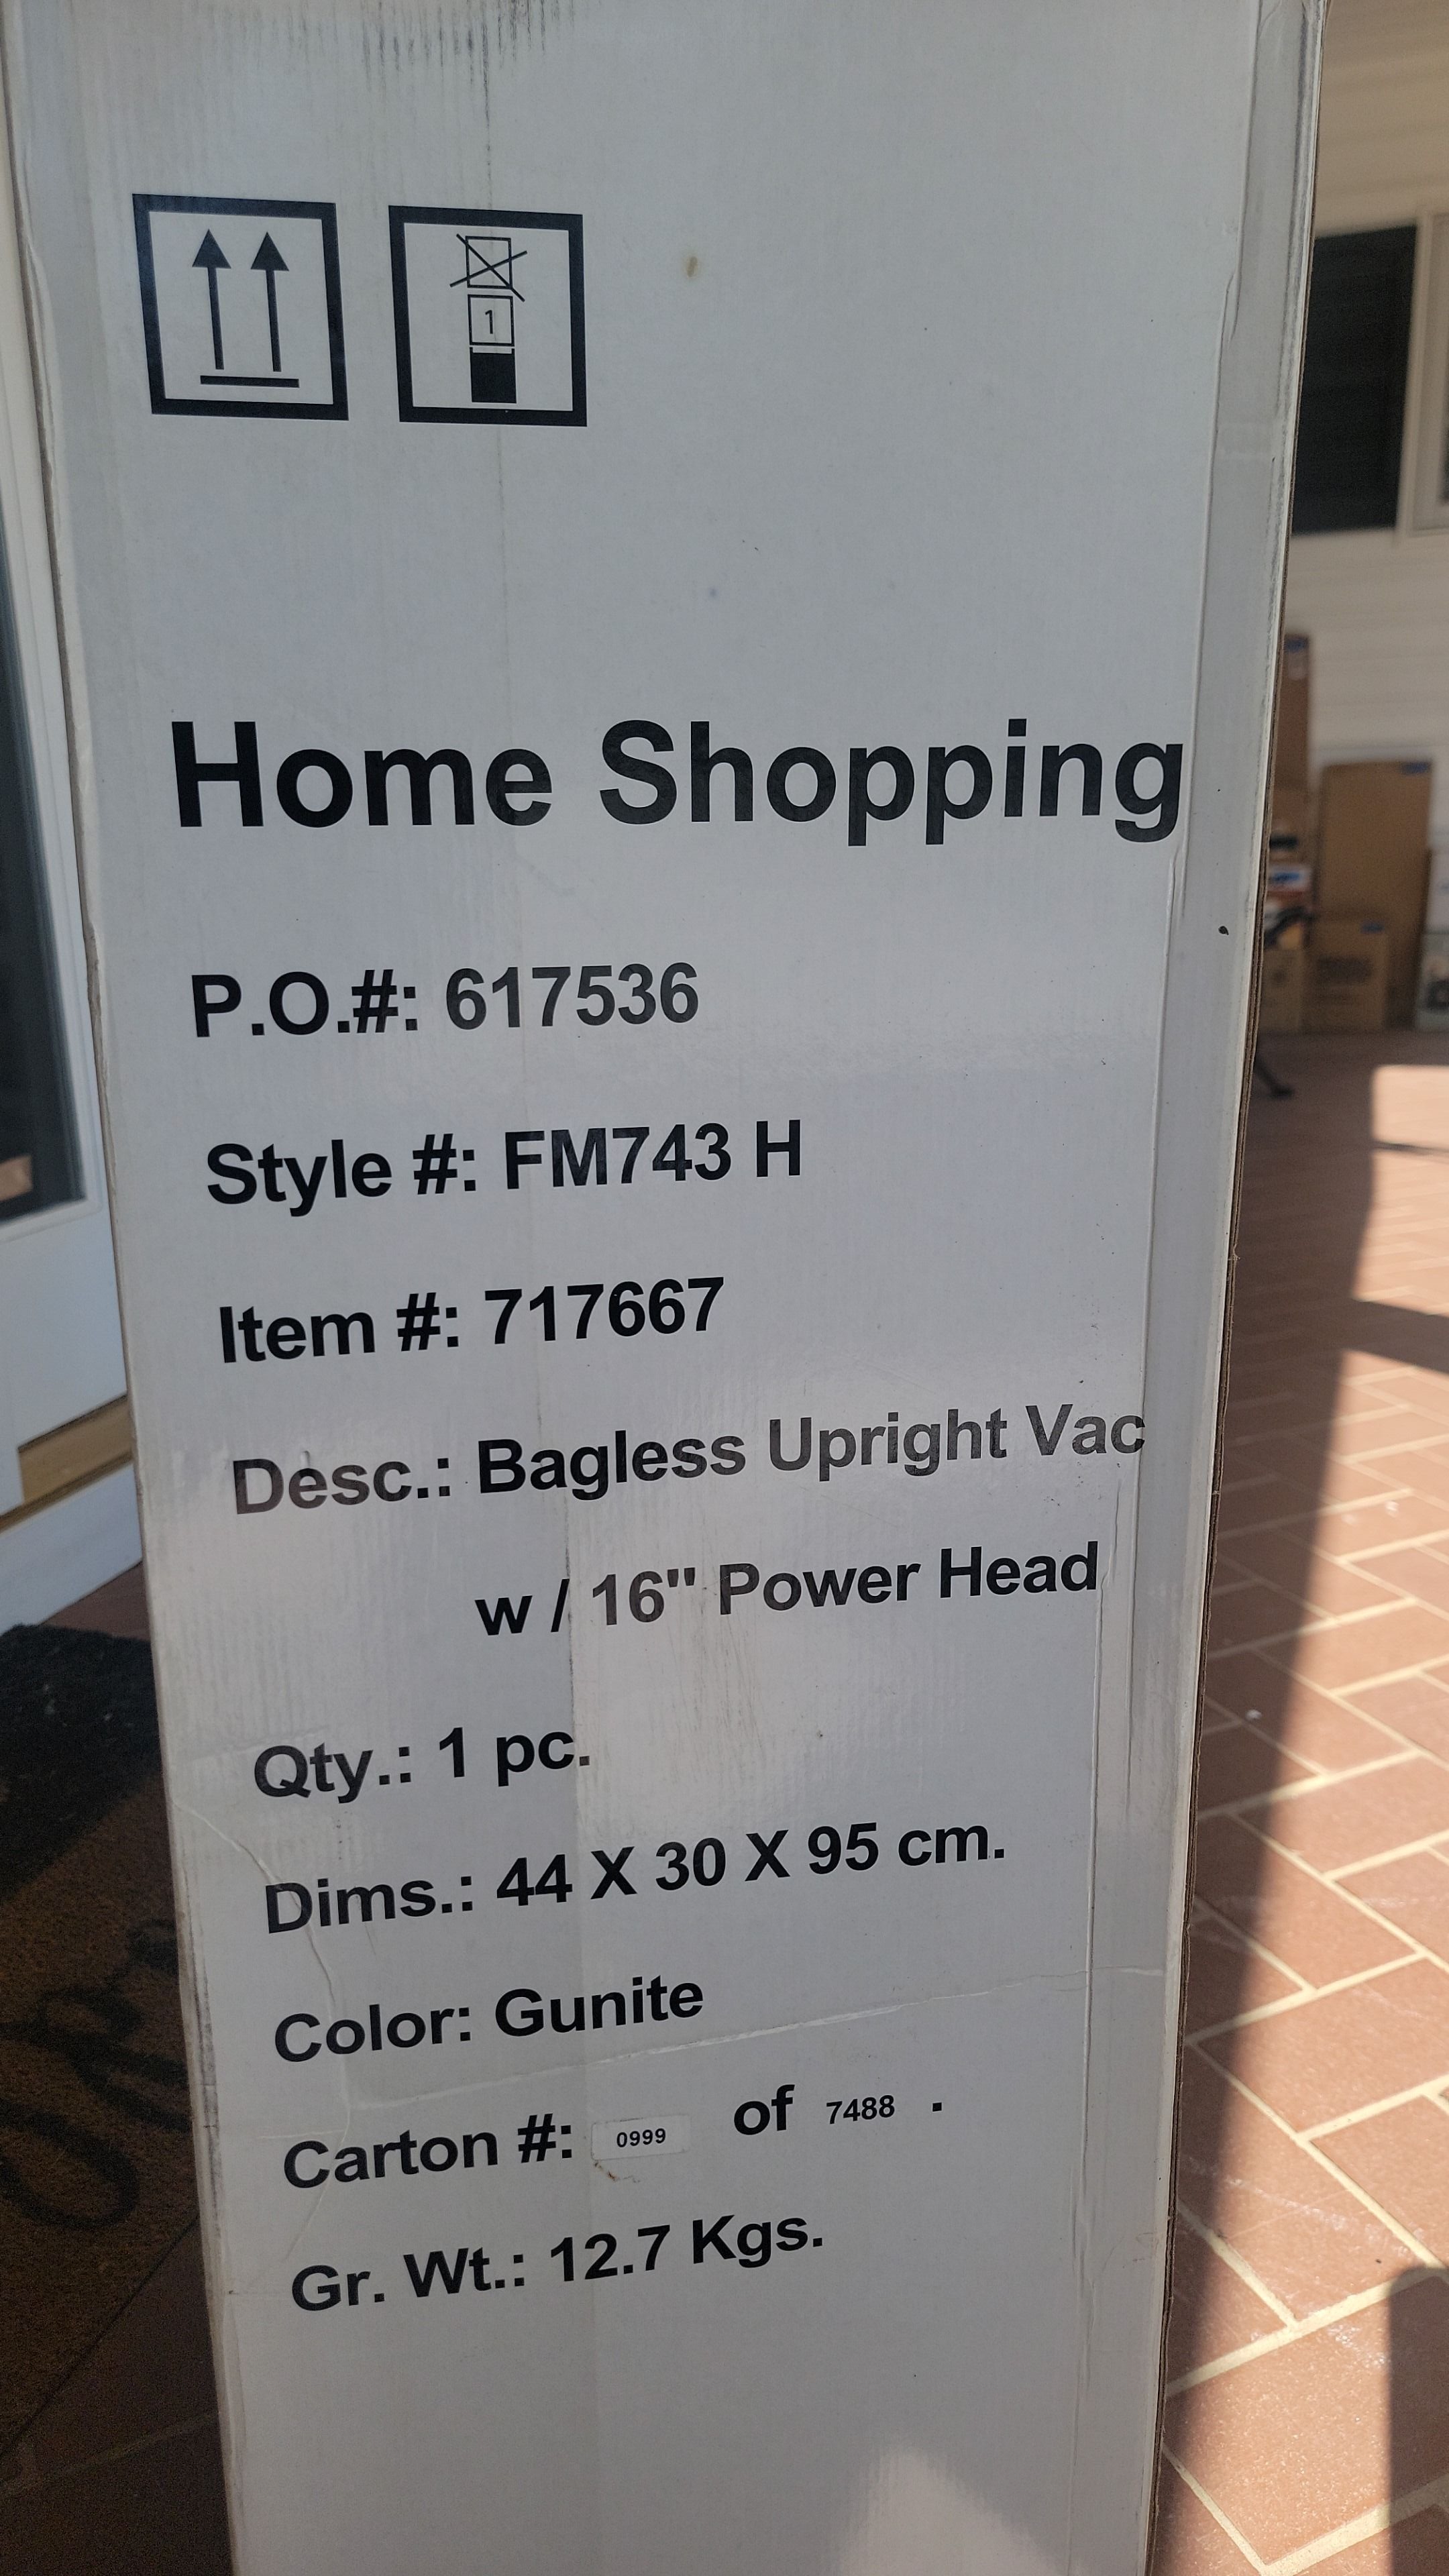 1
Home Shopping
P.O.#: 617536
Style #: FM743 H
Item #: 717667
Desc.: Bagless Upright Vac
w / 16" Power Head
Qty.: 1 pc.
Dims.: 44 X 30 X 95 cm.
Color: Gunite
Carton #: 0999 of 7488 .
Gr. Wt.: 12.7 Kgs.